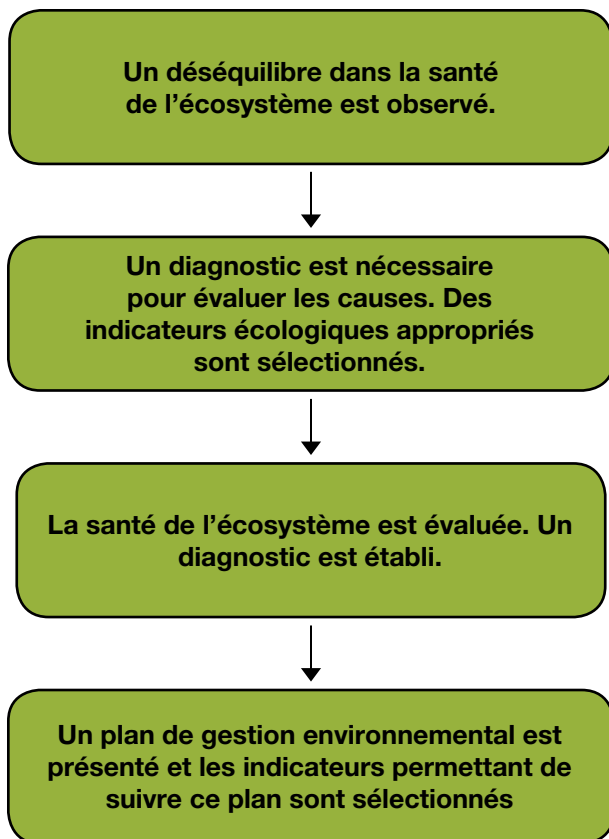 Un déséquilibre dans la santé
de l’écosystème est observé.
Un diagnostic est nécessaire
pour évaluer les causes. Des
indicateurs écologiques appropriés
sont sélectionnés.
La santé de l’écosystème est évaluée. Un
diagnostic est établi.
Un plan de gestion environnemental est
présenté et les indicateurs permettant de
suivre ce plan sont sélectionnés